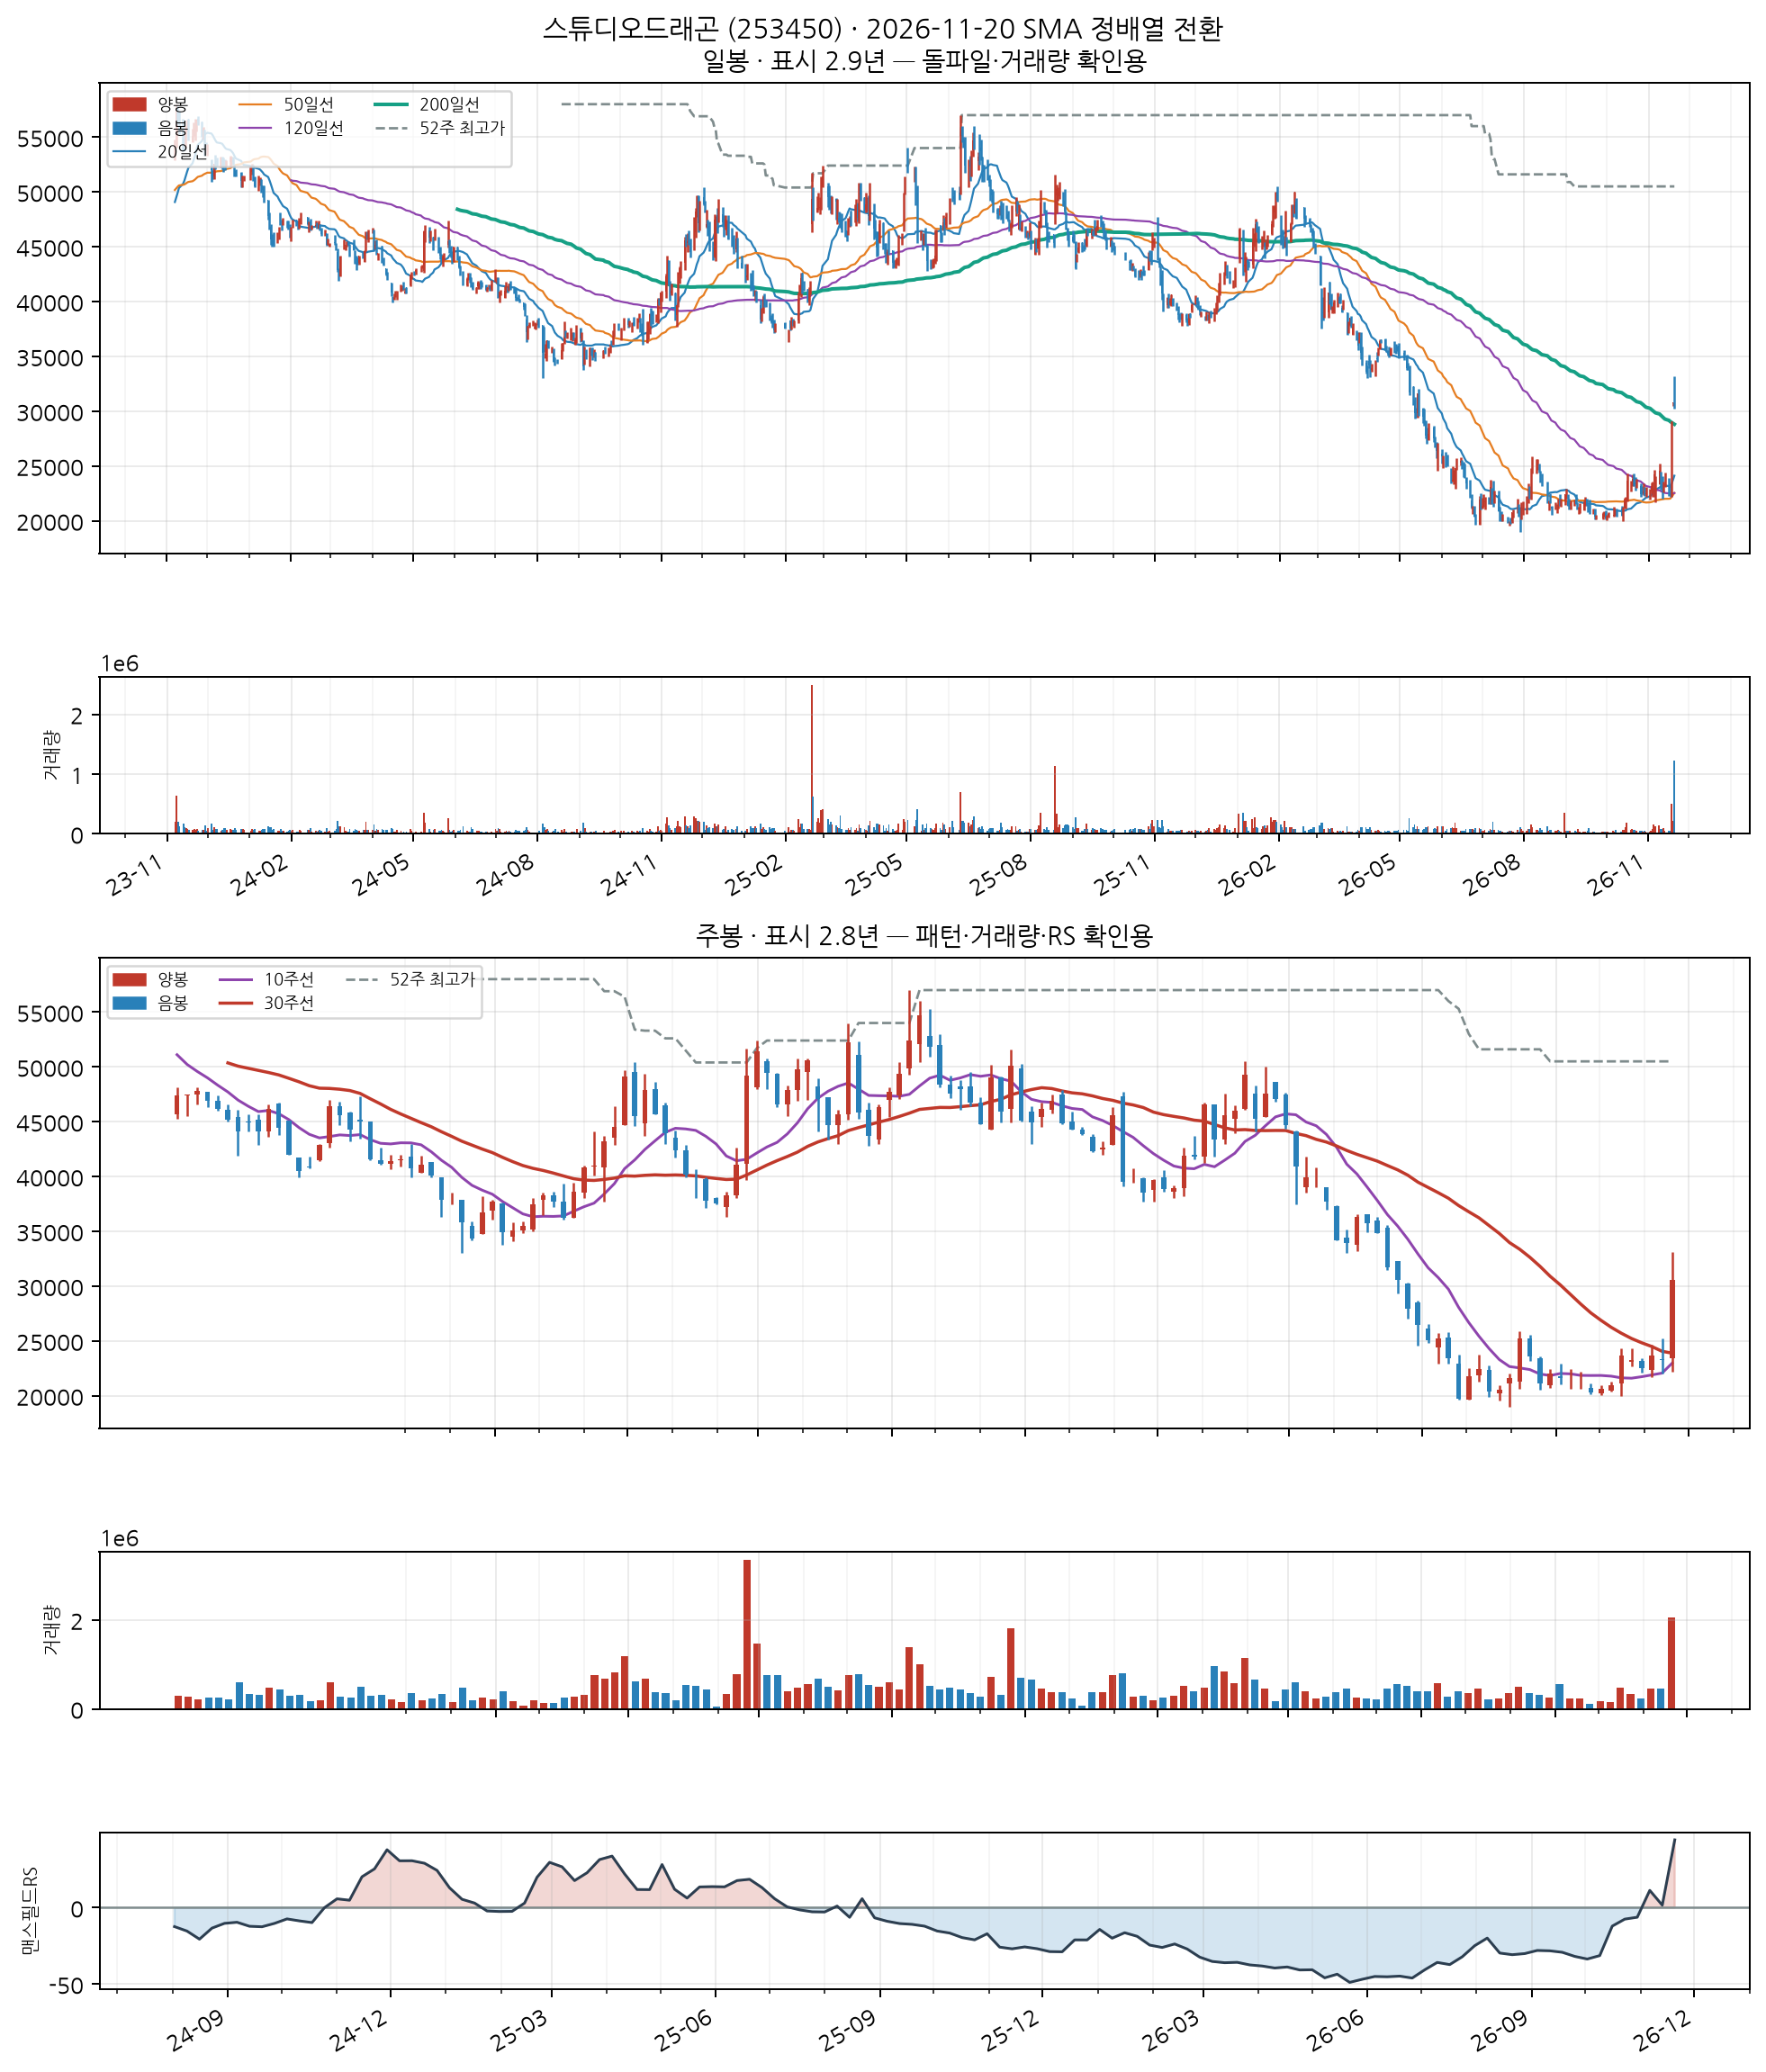 스튜디오드래곤 (253450) · 2026-11-20 SMA 정배열 전환
일봉 · 표시 2.9년 — 돌파일·거래량 확인용
양봉 50일선 200일선
음봉 120일선 52주 최고가
20일선
55000
50000
45000
40000
35000
30000
25000
20000
1e6
거래량
2
1
0
23-11 24-02 24-05 24-08 24-11 25-02 25-05 25-08 25-11 26-02 26-05 26-08 26-11
주봉 · 표시 2.8년 — 패턴·거래량·RS 확인용
양봉 10주선 52주 최고가
음봉 30주선
55000
50000
45000
40000
35000
30000
25000
20000
1e6
거래량
2
0
맨스필드RS
0
-50
24-09 24-12 25-03 25-06 25-09 25-12 26-03 26-06 26-09 26-12